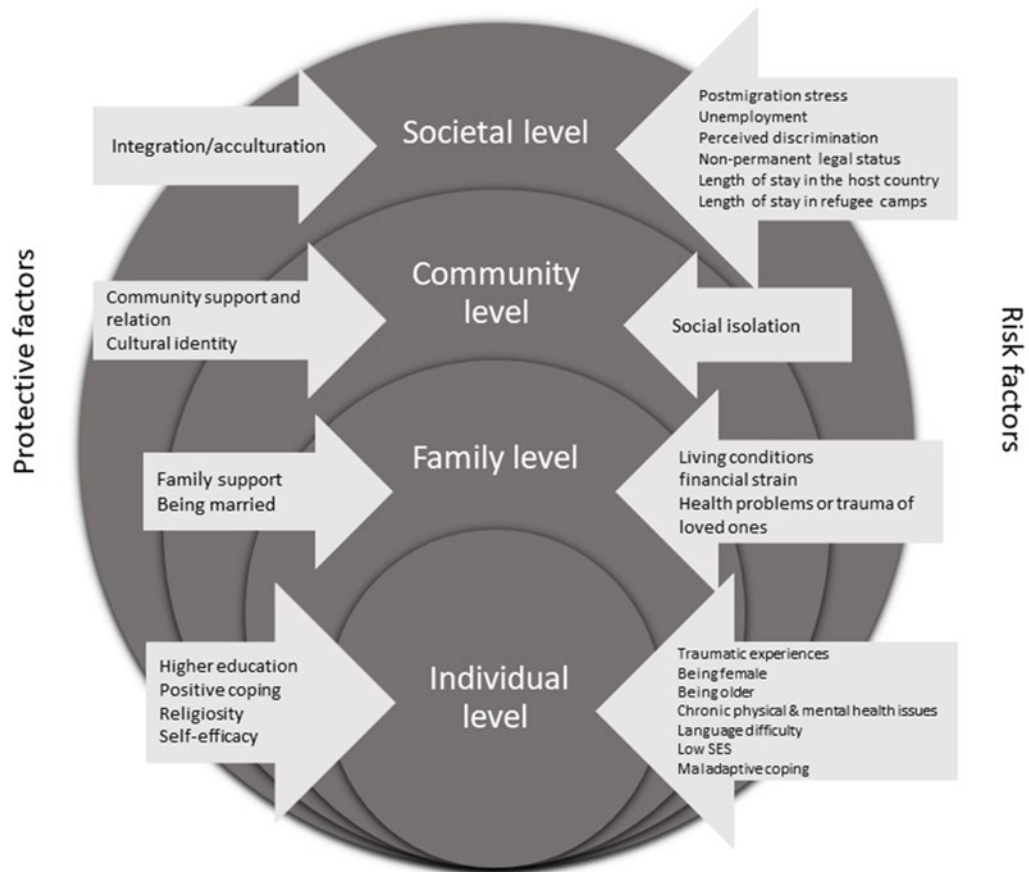 Protective factors
Integration/acculturation
Societal level
Postmigration stress
Unemployment
Perceived discrimination
Non-permanent legal status
Length of stay in the host country
Length of stay in refugee camps
Community support and
relation
Cultural identity
Community
level
Social isolation
Family support
Being married
Family level
Living conditions
financial strain
Health problems or trauma of
loved ones
Higher education
Positive coping
Religiosity
Self-efficacy
Individual
level
Traumatic experiences
Being female
Being older
Chronic physical & mental health issues
Language difficulty
Low SES
Maladaptive coping
Risk factors